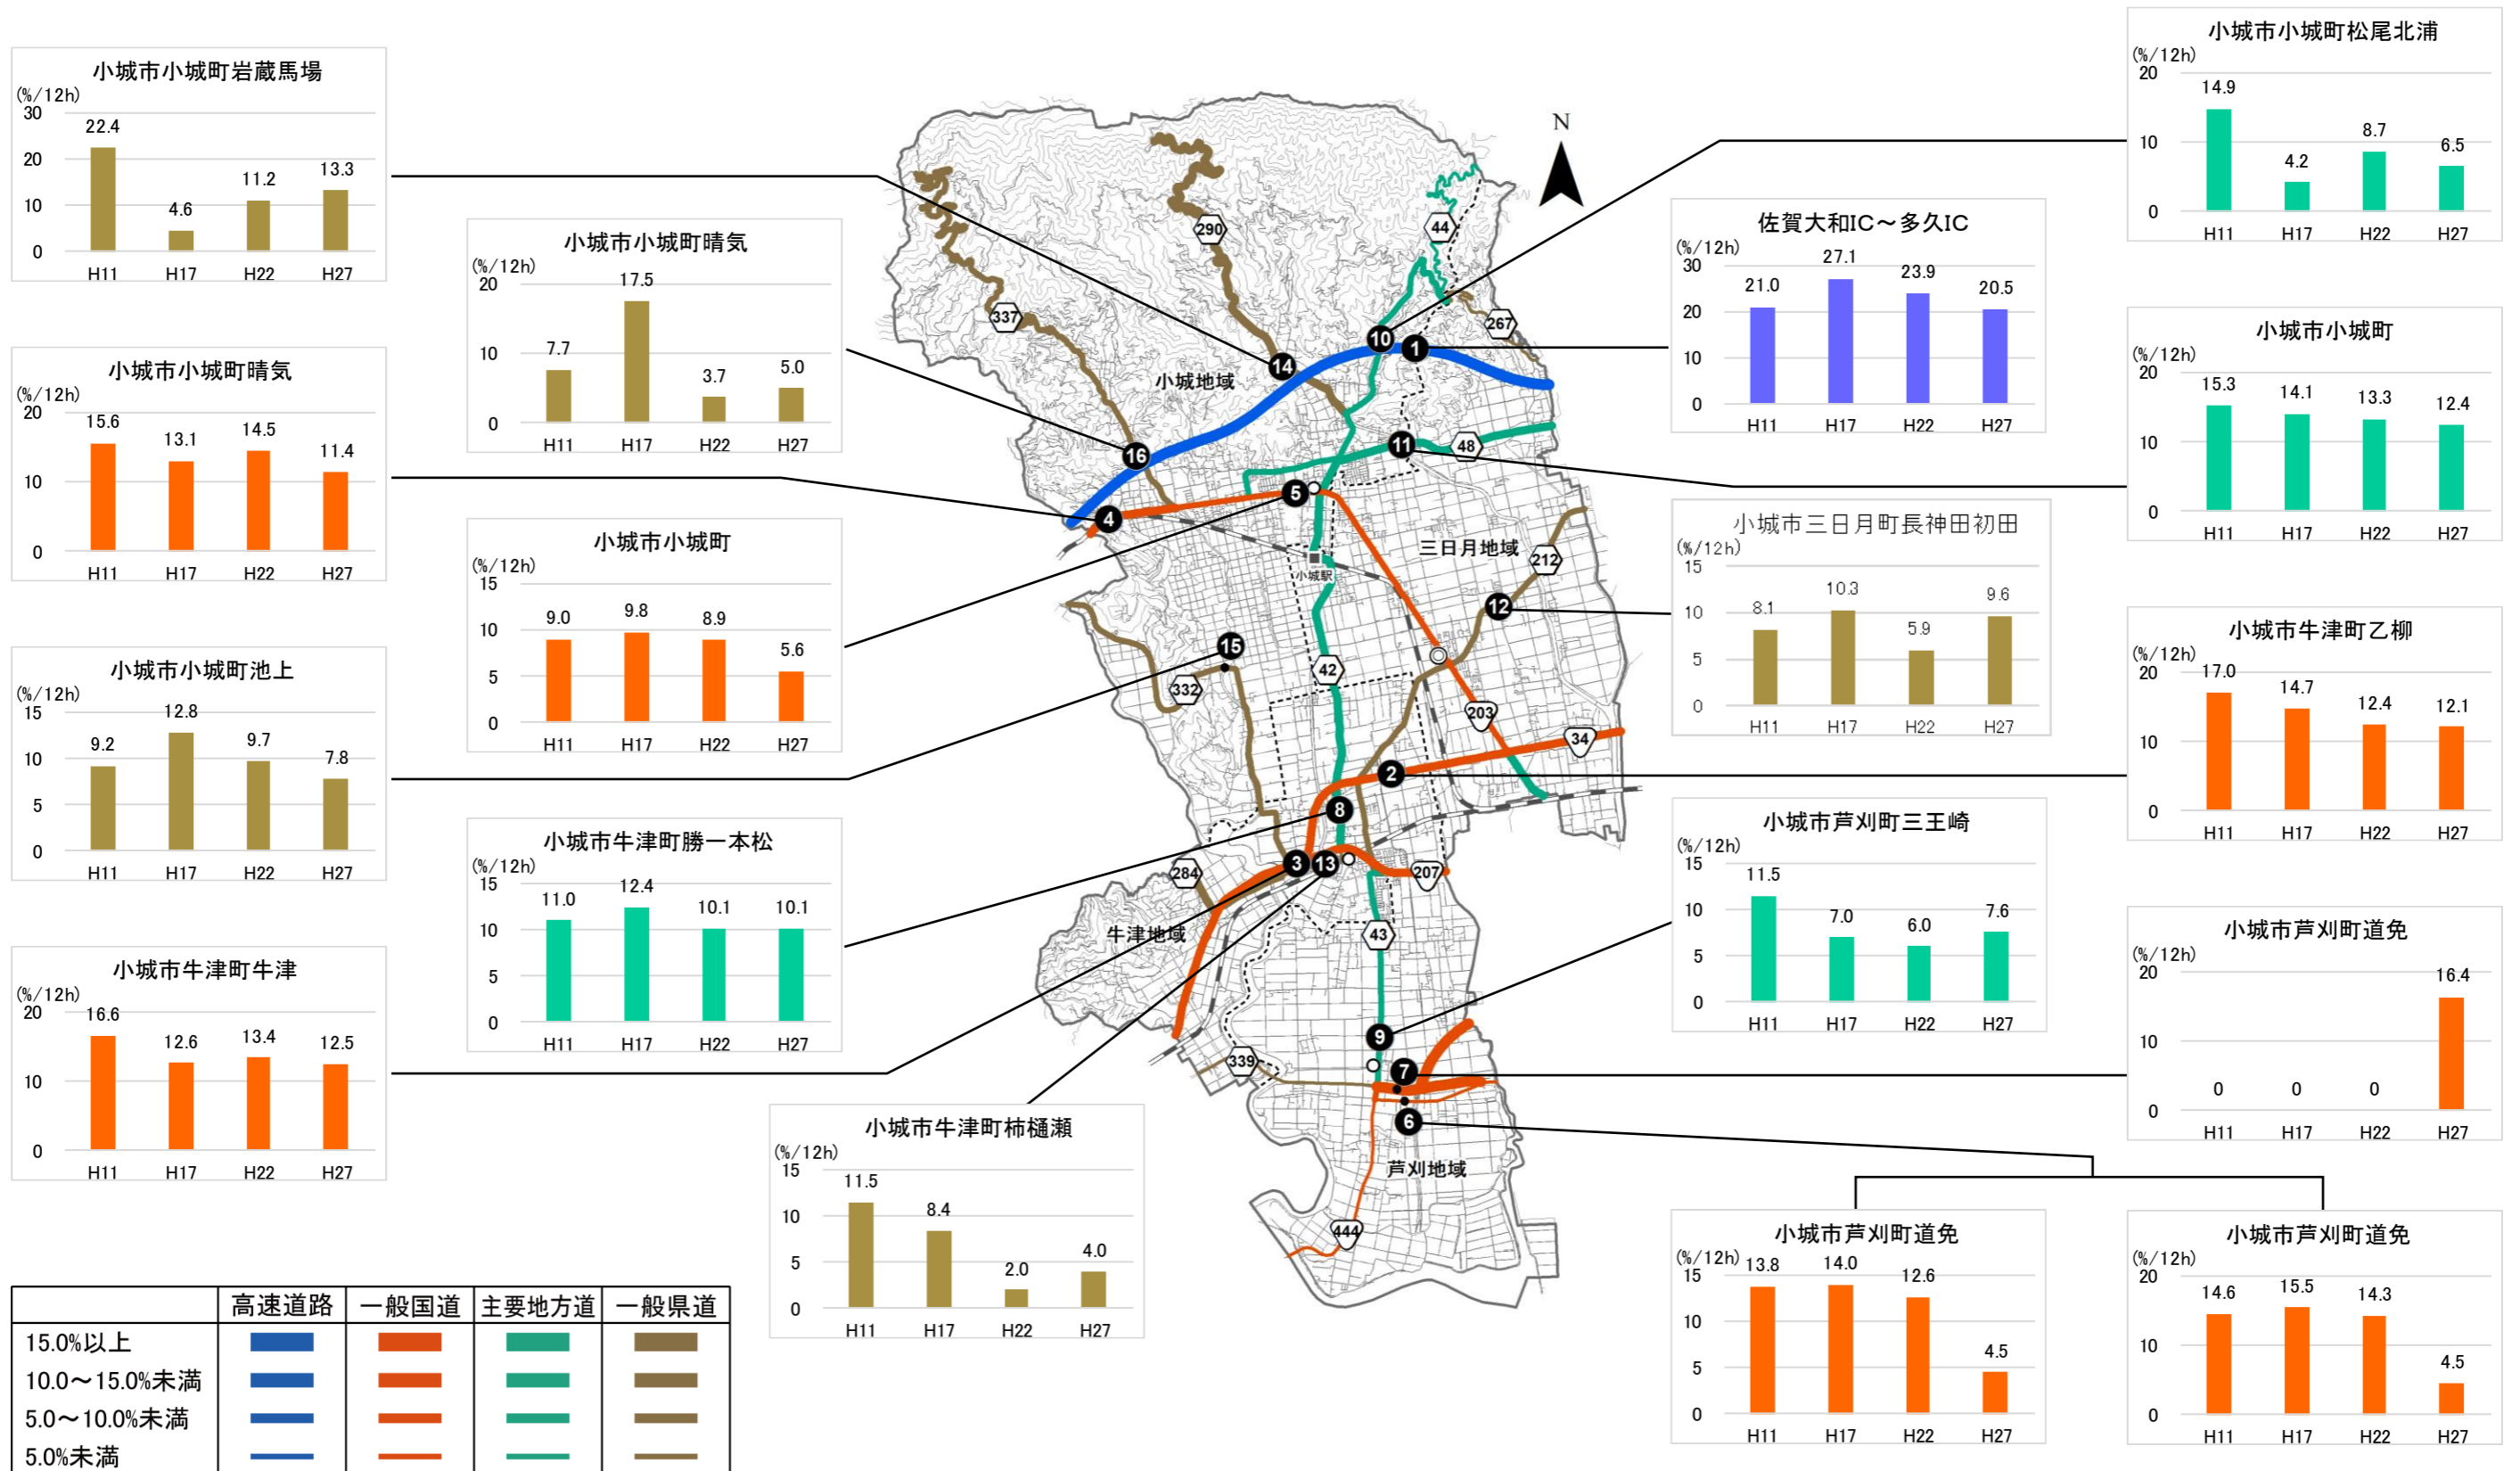 小城市小城町岩蔵馬場
(%/12h)
30
20
10
0
22.4
4.6
11.2
13.3
H11 H17 H22 H27
小城市小城町晴気
(%/12h)
20
10
0
15.6
13.1
14.5
11.4
H11 H17 H22 H27
小城市小城町池上
(%/12h)
15
10
5
0
9.2
12.8
9.7
7.8
H11 H17 H22 H27
小城市牛津町牛津
(%/12h)
20
10
0
16.6
12.6
13.4
12.5
H11 H17 H22 H27
小城市小城町晴気
(%/12h)
20
10
0
7.7
17.5
3.7
5.0
H11 H17 H22 H27
小城市小城町
(%/12h)
15
10
5
0
9.0
9.8
8.9
5.6
H11 H17 H22 H27
小城市牛津町勝一本松
(%/12h)
15
10
5
0
11.0
12.4
10.1
10.1
H11 H17 H22 H27
小城市牛津町柿樋瀬
(%/12h)
15
10
5
0
11.5
8.4
2.0
4.0
H11 H17 H22 H27
N
290
44
337
267
10
1
14
小城地域
11
48
16
5
4
三日月地域
212
小城駅
12
15
42
332
203
34
2
8
3
13
284
207
牛津地域
43
9
339
7
6
芦刈地域
444
小城市小城町松尾北浦
(%/12h)
20
10
0
14.9
4.2
8.7
6.5
H11 H17 H22 H27
佐賀大和IC～多久IC
(%/12h)
30
20
10
0
21.0
27.1
23.9
20.5
H11 H17 H22 H27
小城市小城町
(%/12h)
20
10
0
15.3
14.1
13.3
12.4
H11 H17 H22 H27
小城市三日月町長神田初田
(%/12h)
15
10
5
0
8.1
10.3
5.9
9.6
H11 H17 H22 H27
小城市牛津町乙柳
(%/12h)
20
10
0
17.0
14.7
12.4
12.1
H11 H17 H22 H27
小城市芦刈町三王崎
(%/12h)
15
10
5
0
11.5
7.0
6.0
7.6
H11 H17 H22 H27
小城市芦刈町道免
(%/12h)
20
10
0
0
0
0
16.4
H11 H17 H22 H27
小城市芦刈町道免
(%/12h)
15
10
5
0
13.8
14.0
12.6
4.5
H11 H17 H22 H27
小城市芦刈町道免
(%/12h)
20
10
0
14.6
15.5
14.3
4.5
H11 H17 H22 H27
高速道路 一般国道 主要地方道 一般県道
15.0%以上
10.0～15.0%未満
5.0～10.0%未満
5.0%未満